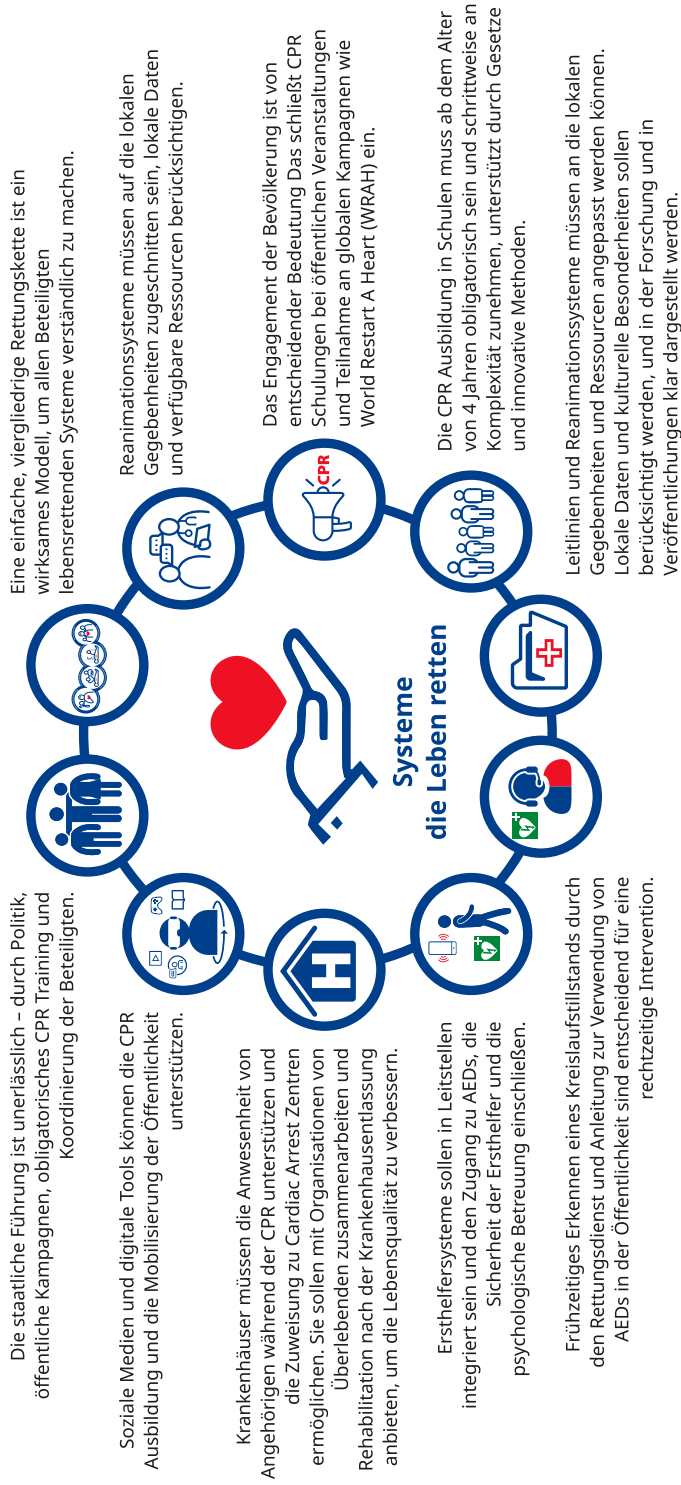 Die staatliche Führung ist unerlässlich – durch Politik,
öffentliche Kampagnen, obligatorisches CPR Training und
Koordinierung der Beteiligten.
Eine einfache, viergliedrige Rettungskette ist ein
wirksames Modell, um allen Beteiligten
lebensrettenden Systeme verständlich zu machen.
Soziale Medien und digitale Tools können die CPR
Ausbildung und die Mobilisierung der Öffentlichkeit
unterstützen.
Reanimationssysteme müssen auf die lokalen
Gegebenheiten zugeschnitten sein, lokale Daten
und verfügbare Ressourcen berücksichtigen.
Krankenhäuser müssen die Anwesenheit von
Angehörigen während der CPR unterstützen und
die Zuweisung zu Cardiac Arrest Zentren
ermöglichen. Sie sollen mit Organisationen von
Überlebenden zusammenarbeiten und
Rehabilitation nach der Krankenhausentlassung
anbieten, um die Lebensqualität zu verbessern.
H
CPR
Das Engagement der Bevölkerung ist von
entscheidender Bedeutung Das schließt CPR
Schulungen bei öffentlichen Veranstaltungen
und Teilnahme an globalen Kampagnen wie
World Restart A Heart (WRAH) ein.
Systeme
die Leben retten
Ersthelfersysteme sollen in Leitstellen
integriert sein und den Zugang zu AEDs, die
Sicherheit der Ersthelfer und die
psychologische Betreuung einschließen.
Die CPR Ausbildung in Schulen muss ab dem Alter
von 4 Jahren obligatorisch sein und schrittweise an
Komplexität zunehmen, unterstützt durch Gesetze
und innovative Methoden.
Frühzeitiges Erkennen eines Kreislaufstillstands durch
den Rettungsdienst und Anleitung zur Verwendung von
AEDs in der Öffentlichkeit sind entscheidend für eine
rechtzeitige Intervention.
Leitlinien und Reanimationssysteme müssen an die lokalen
Gegebenheiten und Ressourcen angepasst werden können.
Lokale Daten und kulturelle Besonderheiten sollen
berücksichtigt werden, und in der Forschung und in
Veröffentlichungen klar dargestellt werden.